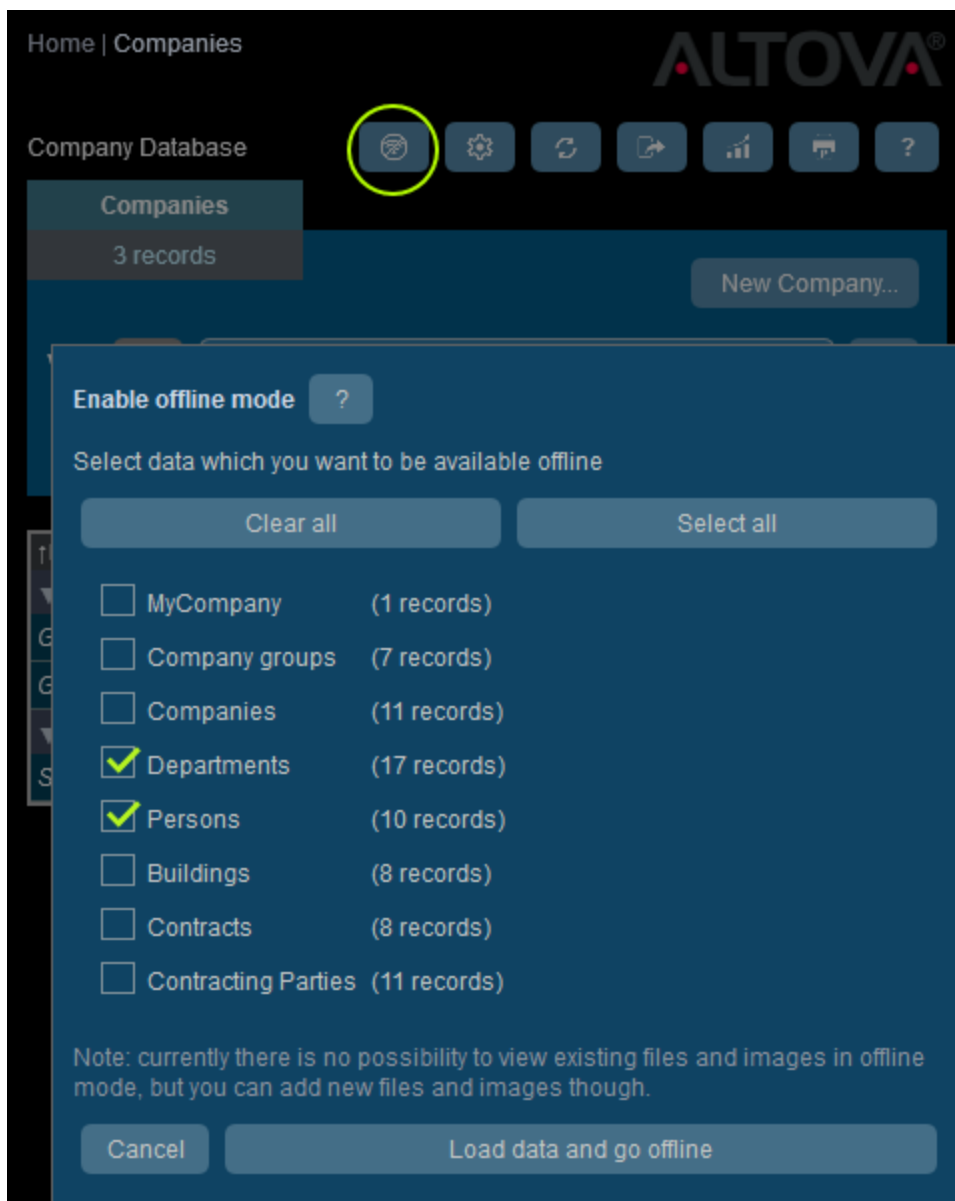 Home | Companies
ALTOVA®
Company Database
?
Companies
3 records
New Company...
Enable offline mode ?
Select data which you want to be available offline
Clear all
Select all
MyCompany (1 records)
Company groups (7 records)
Companies (11 records)
Departments (17 records)
Persons (10 records)
Buildings (8 records)
Contracts (8 records)
Contracting Parties (11 records)
Note: currently there is no possibility to view existing files and images in offline
mode, but you can add new files and images though.
Cancel
Load data and go offline